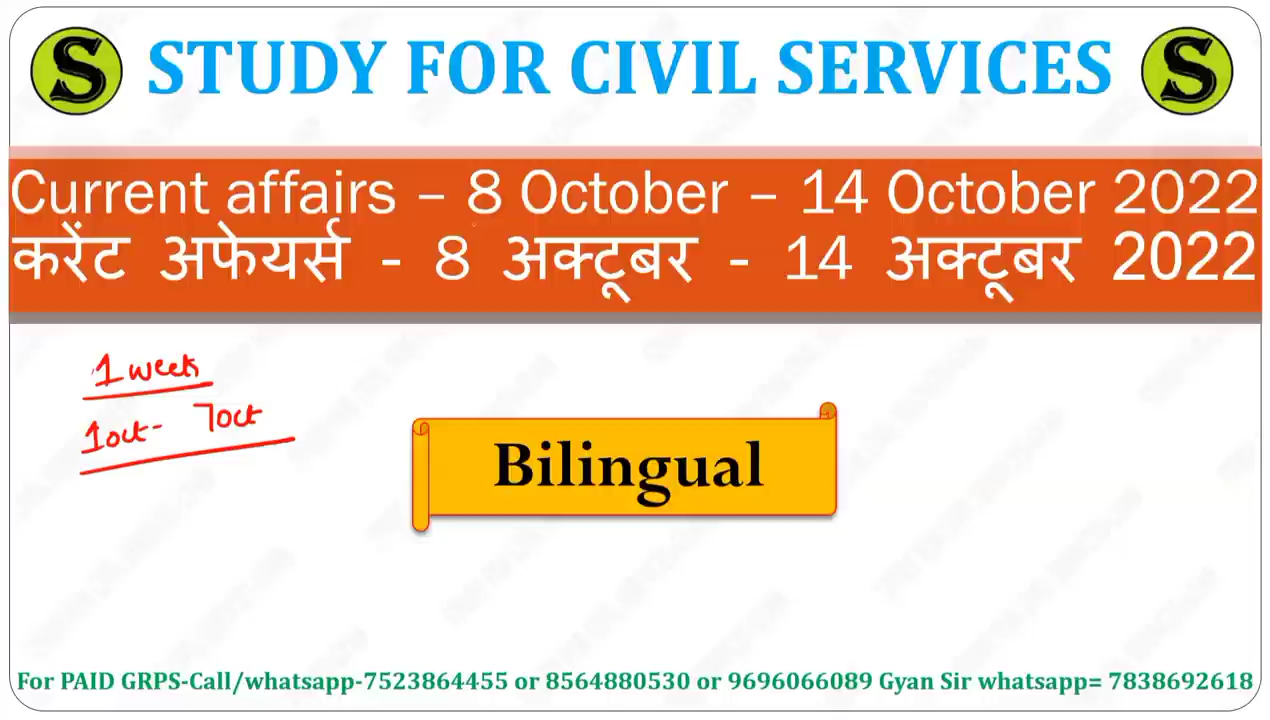 S STUDY FOR CIVIL SERVICES S
Current affairs – 8 October – 14 October 2022
करेंट अफेयर्स - 8 अक्टूबर - 14 अक्टूबर 2022
1 week
1 oct - 7 oct
Bilingual
For PAID GRPS-Call/whatsapp-7523864455 or 8564880530 or 9696066089 Gyan Sir whatsapp= 7838692618